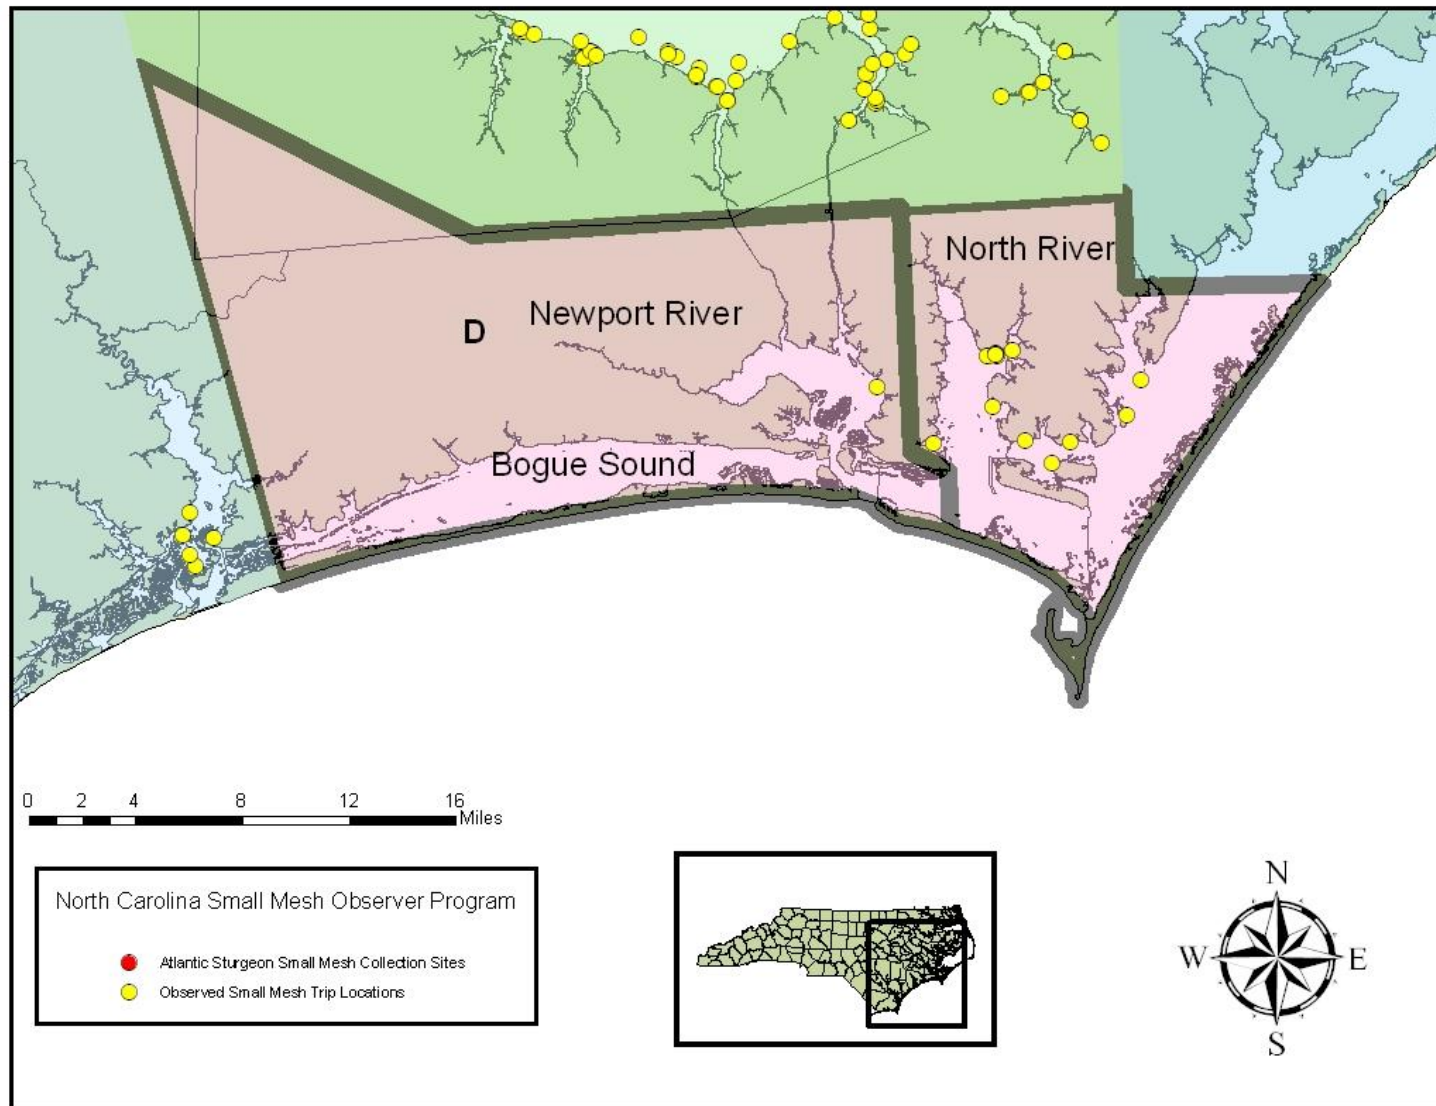 North River
Newport River
D
Bogue Sound
0 2 4 8 12 16
Miles
North Carolina Small Mesh Observer Program
Atlantic Sturgeon Small Mesh Collection Sites
Observed Small Mesh Trip Locations
N
W E
S